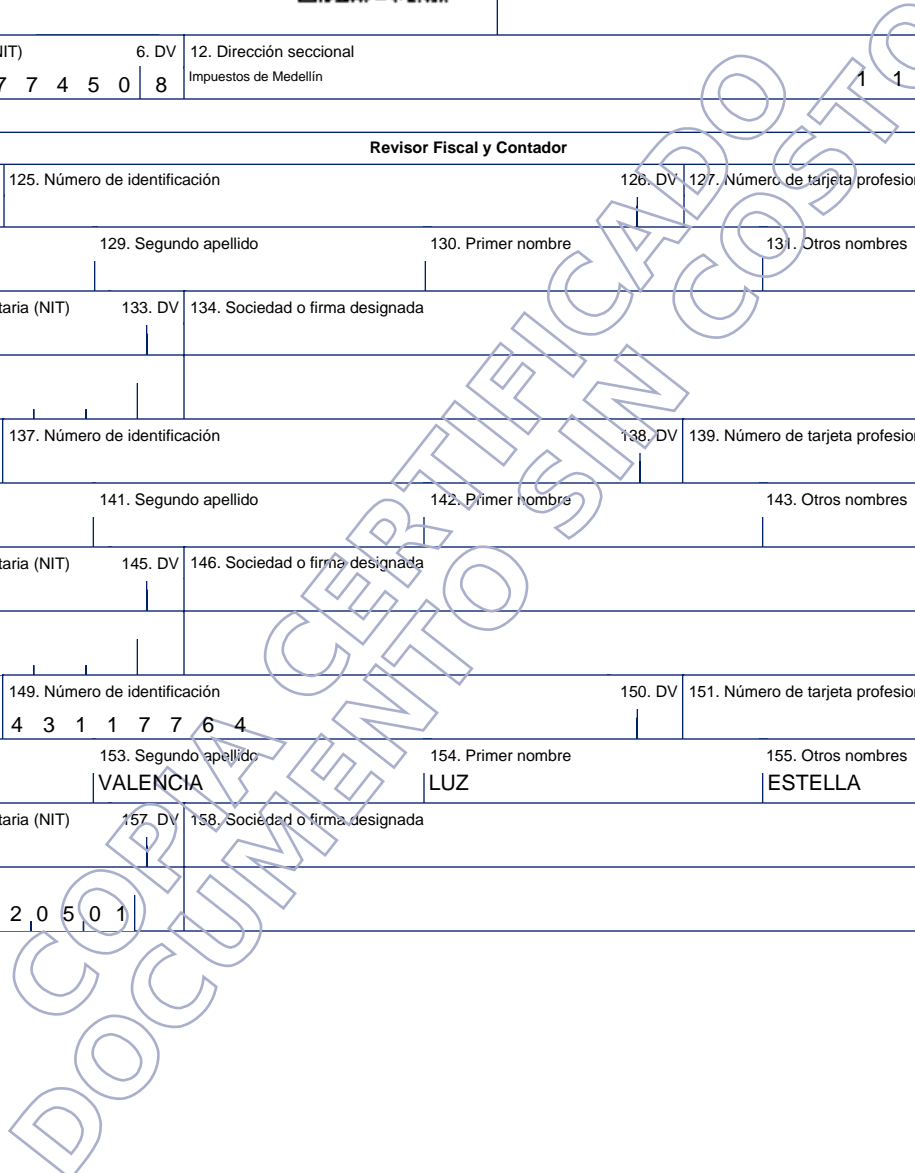 NIT) 6. DV 12. Dirección seccional
7 7 4 5 0 8 Impuestos de Medellín 1 1
Revisor Fiscal y Contador
125. Número de identificación 126. DV 127. Número de tarjeta profesion
129. Segundo apellido 130. Primer nombre 131. Otros nombres
taria (NIT) 133. DV 134. Sociedad o firma designada
137. Número de identificación 138. DV 139. Número de tarjeta profesion
141. Segundo apellido 142. Primer nombre 143. Otros nombres
taria (NIT) 145. DV 146. Sociedad o firma designada
149. Número de identificación 150. DV 151. Número de tarjeta profesion
4 3 1 1 7 7 6 4
153. Segundo apellido 154. Primer nombre 155. Otros nombres
VALENCIA LUZ ESTELLA
taria (NIT) 157. DV 158. Sociedad o firma designada
2 0 5 0 1
COPIA CERTIFICADO
DOCUMENTO SIN COSTO